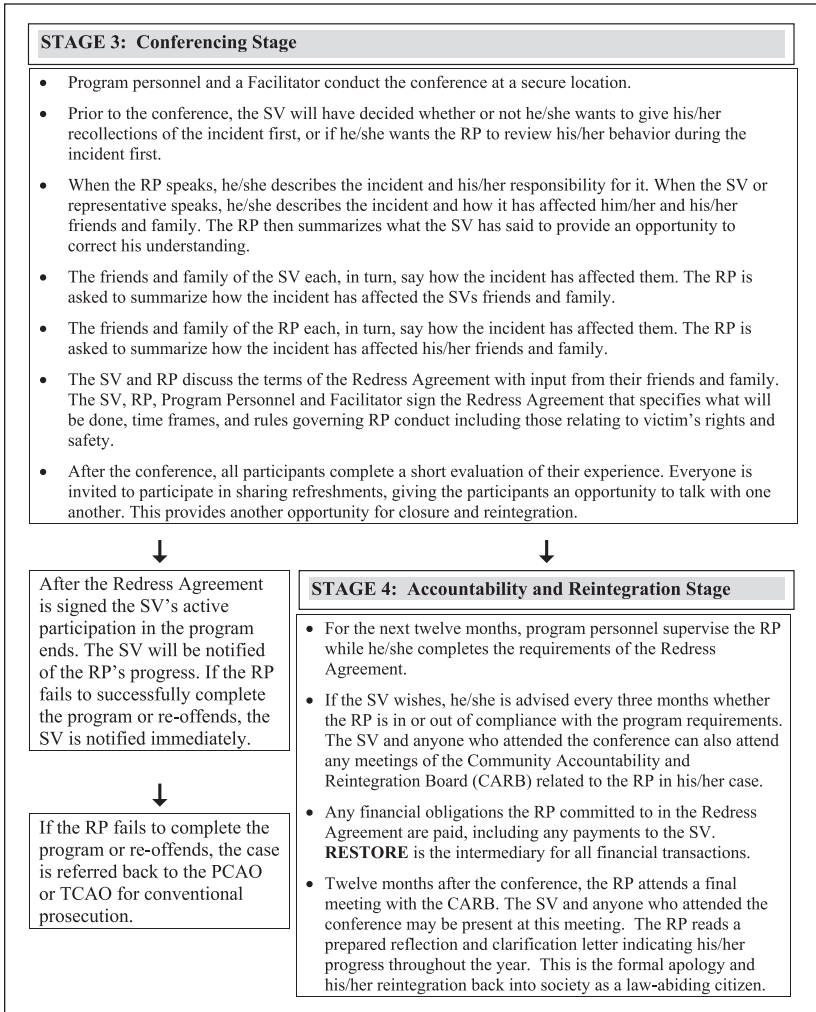 STAGE 3: Conferencing Stage
• Program personnel and a Facilitator conduct the conference at a secure location.
• Prior to the conference, the SV will have decided whether or not he/she wants to give his/her
recollections of the incident first, or if he/she wants the RP to review his/her behavior during the
incident first.
• When the RP speaks, he/she describes the incident and his/her responsibility for it. When the SV or
representative speaks, he/she describes the incident and how it has affected him/her and his/her
friends and family. The RP then summarizes what the SV has said to provide an opportunity to
correct his understanding.
• The friends and family of the SV each, in turn, say how the incident has affected them. The RP is
asked to summarize how the incident has affected the SVs friends and family.
• The friends and family of the RP each, in turn, say how the incident has affected them. The RP is
asked to summarize how the incident has affected his/her friends and family.
• The SV and RP discuss the terms of the Redress Agreement with input from their friends and family.
The SV, RP, Program Personnel and Facilitator sign the Redress Agreement that specifies what will
be done, time frames, and rules governing RP conduct including those relating to victim's rights and
safety.
• After the conference, all participants complete a short evaluation of their experience. Everyone is
invited to participate in sharing refreshments, giving the participants an opportunity to talk with one
another. This provides another opportunity for closure and reintegration.
After the Redress Agreement
is signed the SV's active
participation in the program
ends. The SV will be notified
of the RP's progress. If the RP
fails to successfully complete
the program or re-offends, the
SV is notified immediately.
If the RP fails to complete the
program or re-offends, the case
is referred back to the PCAO
or TCAO for conventional
prosecution.
STAGE 4: Accountability and Reintegration Stage
• For the next twelve months, program personnel supervise the RP
while he/she completes the requirements of the Redress
Agreement.
• If the SV wishes, he/she is advised every three months whether
the RP is in or out of compliance with the program requirements.
The SV and anyone who attended the conference can also attend
any meetings of the Community Accountability and
Reintegration Board (CARB) related to the RP in his/her case.
• Any financial obligations the RP committed to in the Redress
Agreement are paid, including any payments to the SV.
RESTORE is the intermediary for all financial transactions.
• Twelve months after the conference, the RP attends a final
meeting with the CARB. The SV and anyone who attended the
conference may be present at this meeting. The RP reads a
prepared reflection and clarification letter indicating his/her
progress throughout the year. This is the formal apology and
his/her reintegration back into society as a law-abiding citizen.